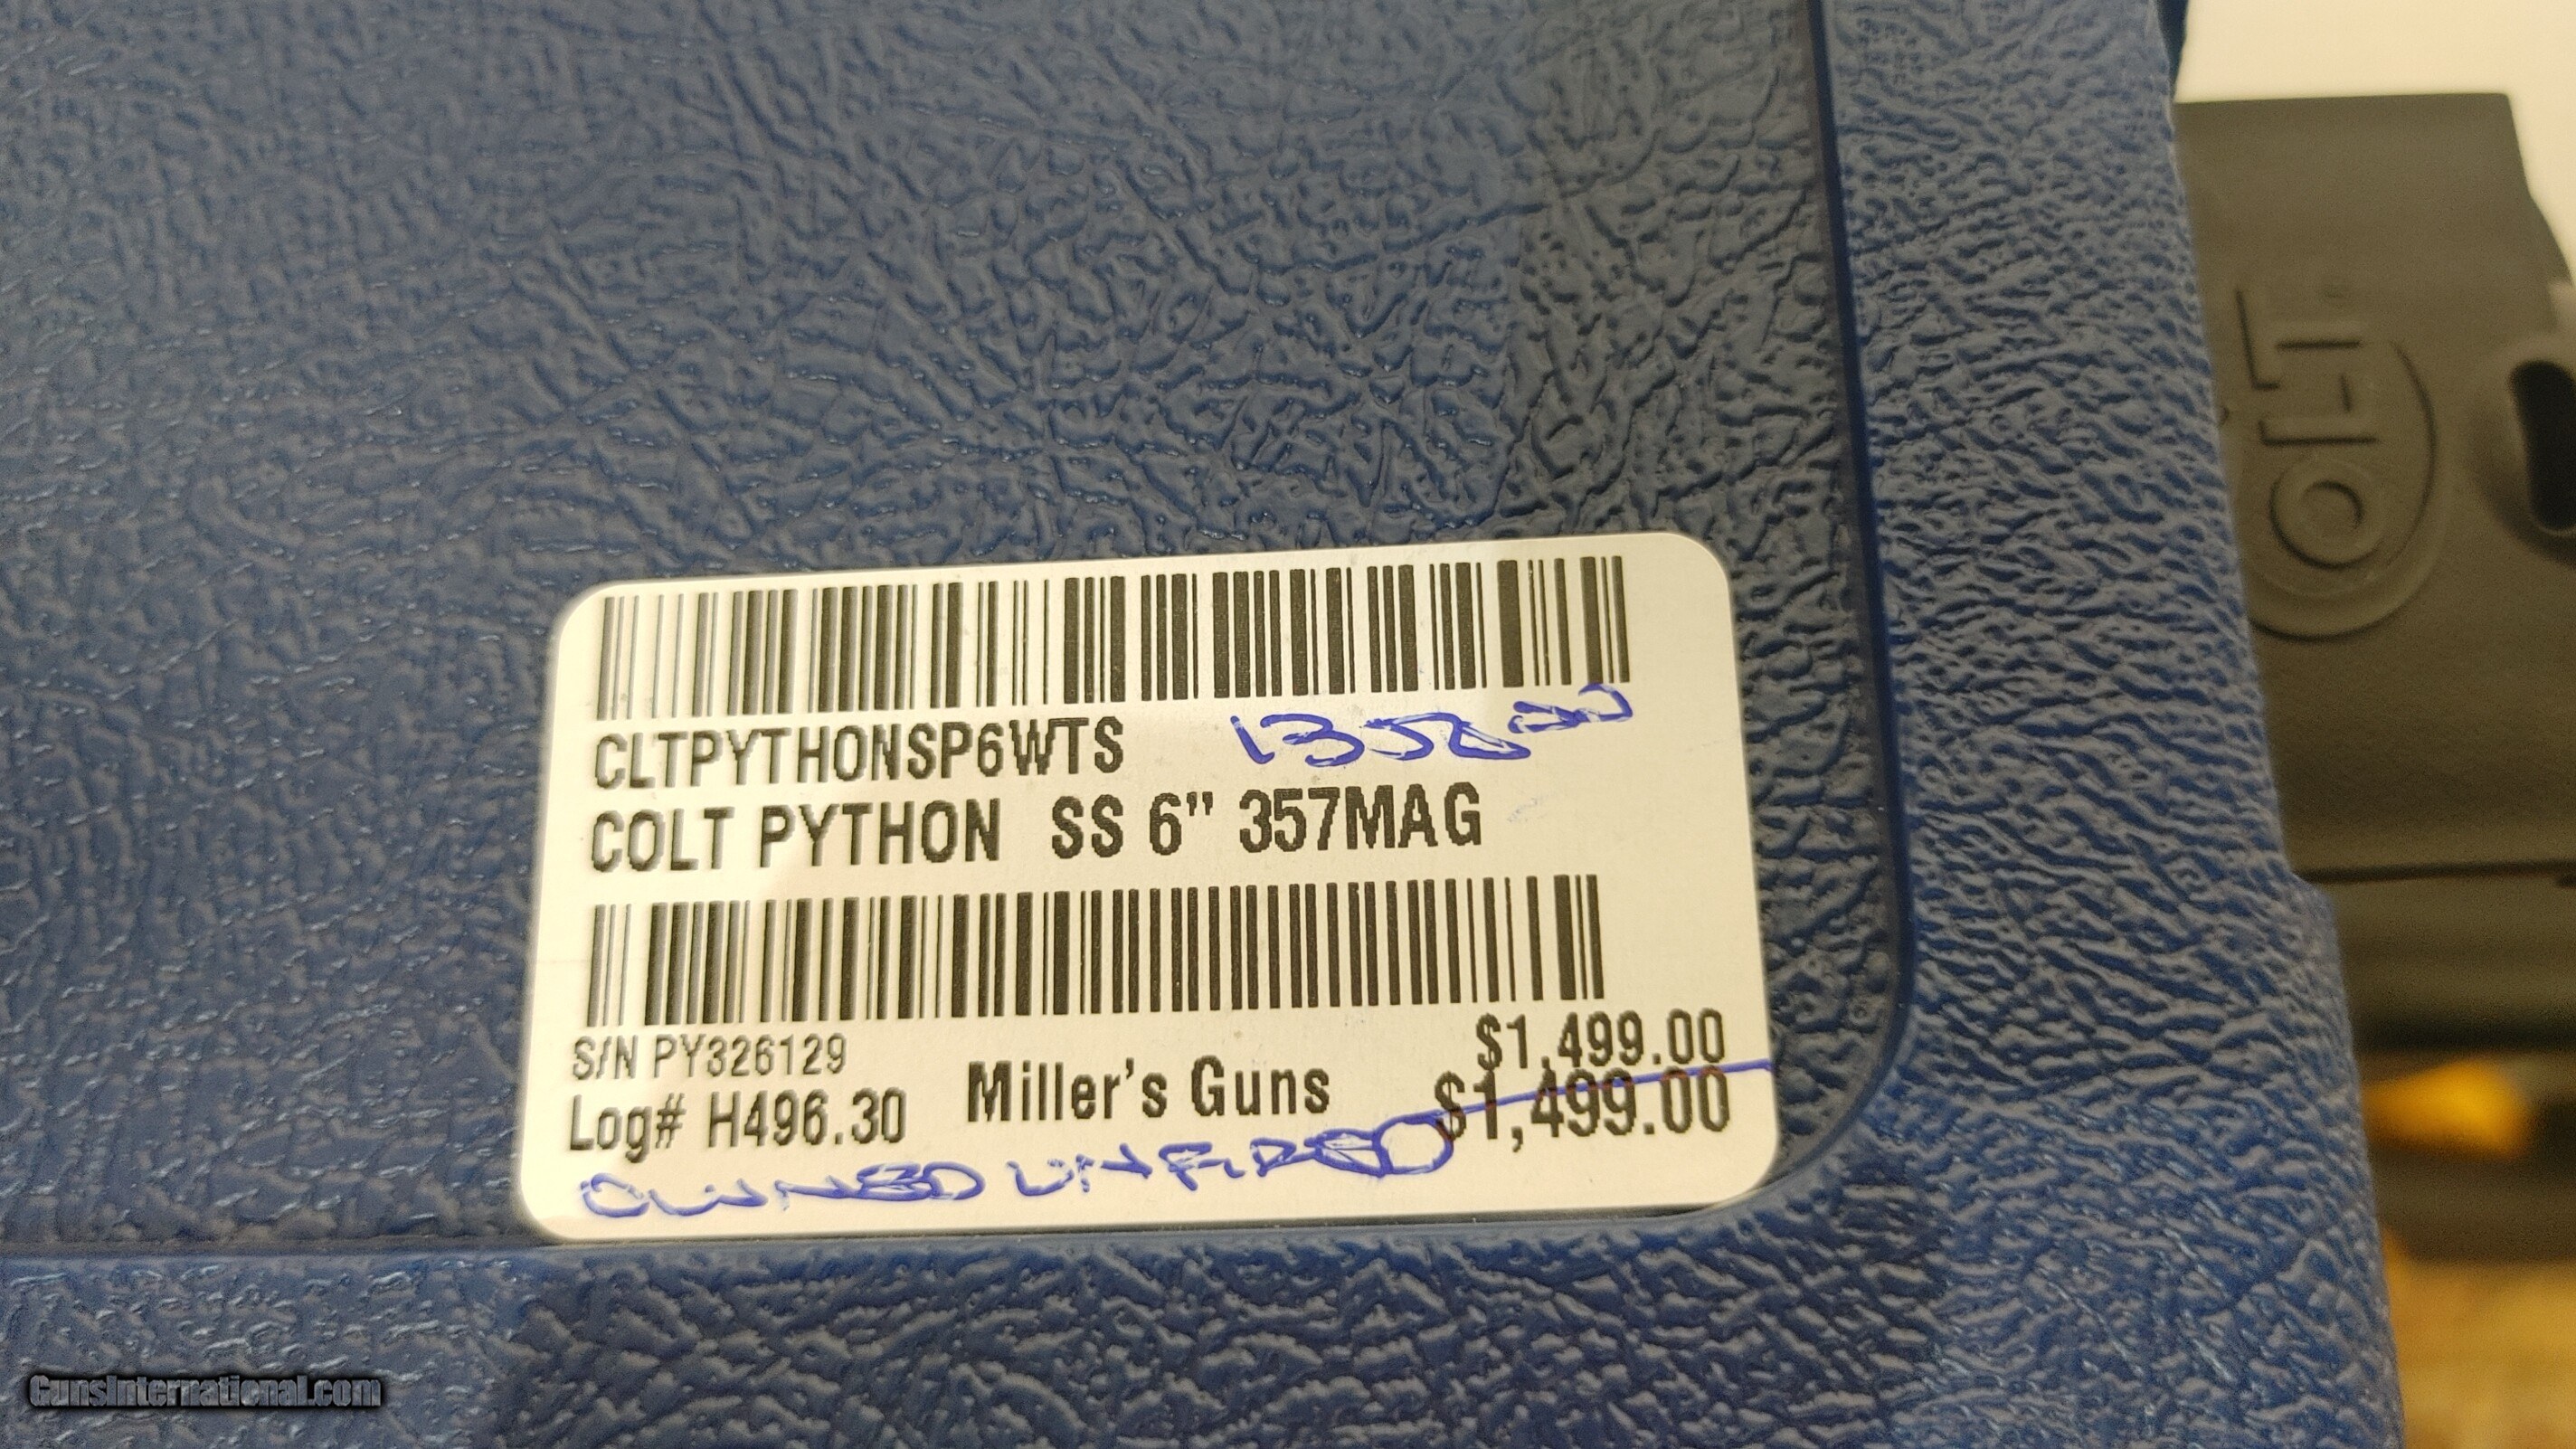 CLTPYTHONSP6WTS 1350.00
COLT PYTHON SS 6" 357MAG
S/N PY326129
$1,499.00
Log# H496.30
Miller's Guns
$1,499.00
OWNED UNFIRED
OLT
GunsInternational.com